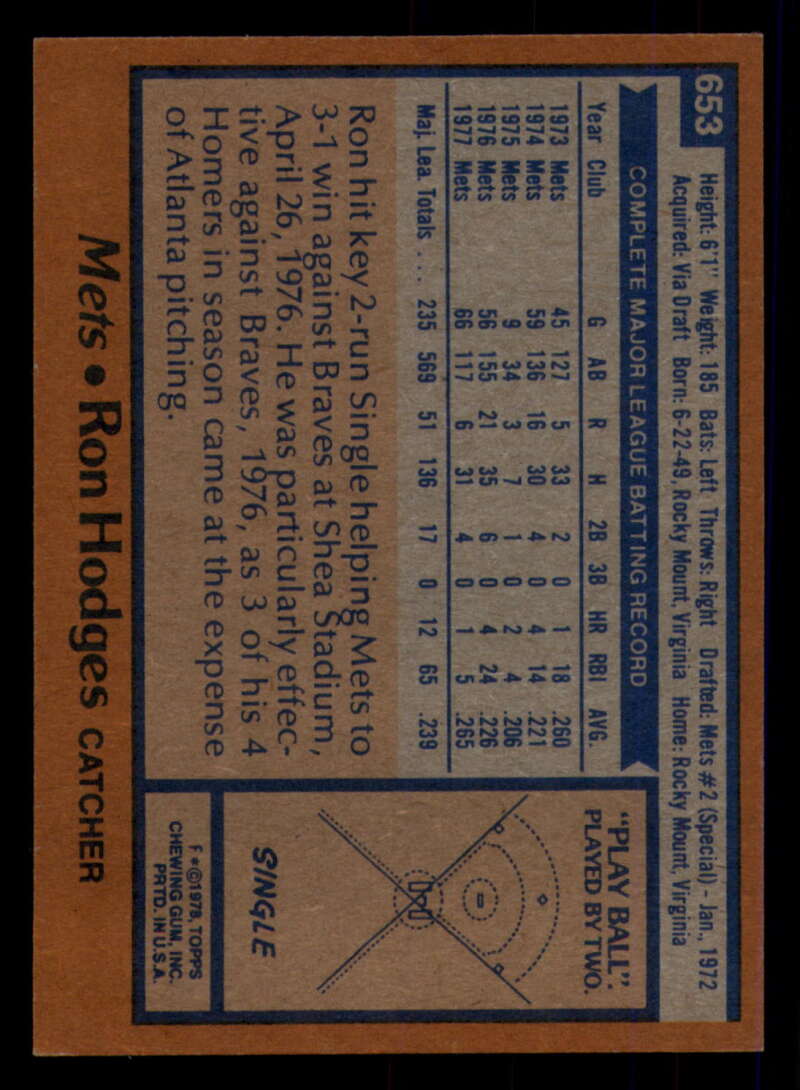 653
Height: 6'1" Weight: 185 Bats: Left Throws: Right Drafted: Mets #2 (Special) - Jan., 1972
Acquired: Via Draft Born: 6-22-49, Rocky Mount, Virginia Home: Rocky Mount, Virginia
COMPLETE MAJOR LEAGUE BATTING RECORD
Year Club G AB R H 2B 3B HR RBI AVG.
1973 Mets 45 127 5 33 2 0 1 18 .260
1974 Mets 59 136 16 30 4 0 4 14 .221
1975 Mets 9 34 3 7 1 0 2 4 .206
1976 Mets 56 155 21 35 6 0 4 24 .226
1977 Mets 66 117 6 31 4 0 1 5 .265
Maj. Lea. Totals . . . 235 569 51 136 17 0 12 65 .239
Ron hit key 2-run Single helping Mets to
3-1 win against Braves at Shea Stadium,
April 26, 1976. He was particularly effec-
tive against Braves, 1976, as 3 of his 4
Homers in season came at the expense
of Atlanta pitching.
"PLAY BALL":
PLAYED BY TWO.
SINGLE
F*©1978, TOPPS
CHEWING GUM, INC.
PRTD. IN U.S.A.
Mets • Ron Hodges CATCHER